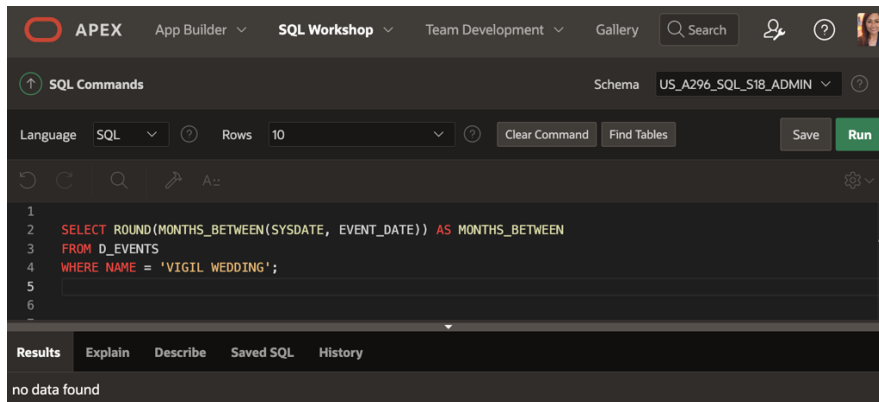 APEX App Builder SQL Workshop Team Development Gallery Search
SQL Commands Schema US_A296_SQL_S18_ADMIN
Language SQL Rows 10 Clear Command Find Tables Save Run
A::
1
2 SELECT ROUND(MONTHS_BETWEEN(SYSDATE, EVENT_DATE)) AS MONTHS_BETWEEN
3 FROM D_EVENTS
4 WHERE NAME = 'VIGIL WEDDING';
5
6
Results Explain Describe Saved SQL History
no data found